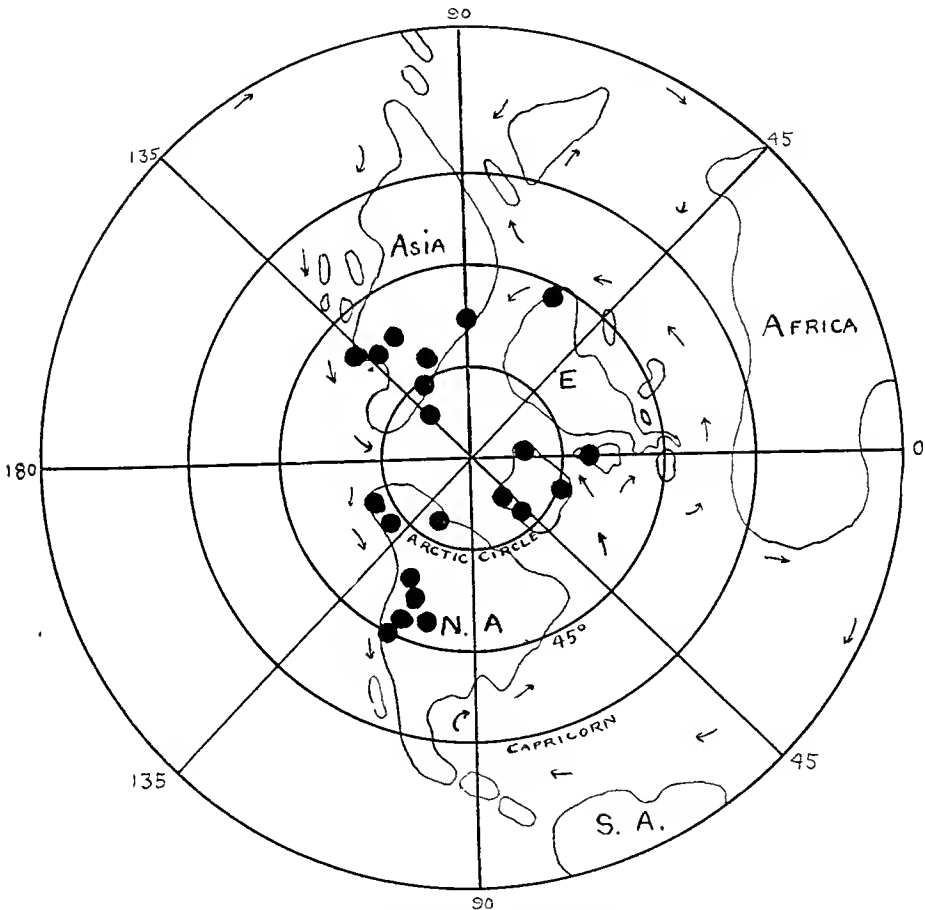 90
135
45
ASIA
AFRICA
E
180
0
ARCTIC CIRCLE
N. A
45°
CAPRICORN
135
45
S. A.
90